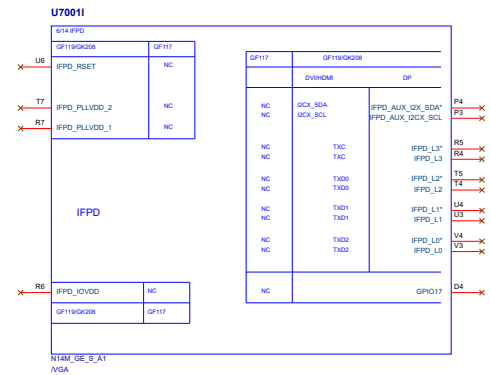 U7001I
6/14 IFPD
GF119/GK208 GF117
U6 IFPD_RSET NC
GF117 GF119/GK208
DVI/HDMI DP
T7 IFPD_PLLVDD_2 NC
R7 IFPD_PLLVDD_1 NC
NC I2CX_SDA IFPD_AUX_I2X_SDA* P4
NC I2CX_SCL IFPD_AUX_I2CX_SCL P3
NC TXC IFPD_L3* R5
NC TXC IFPD_L3 R4
NC TXD0 IFPD_L2* T5
NC TXD0 IFPD_L2 T4
IFPD
NC TXD1 IFPD_L1* U4
NC TXD1 IFPD_L1 U3
NC TXD2 IFPD_L0* V4
NC TXD2 IFPD_L0 V3
R6 IFPD_IOVDD NC
NC GPIO17 D4
GF119/GK208 GF117
N14M_GE_S_A1
/VGA